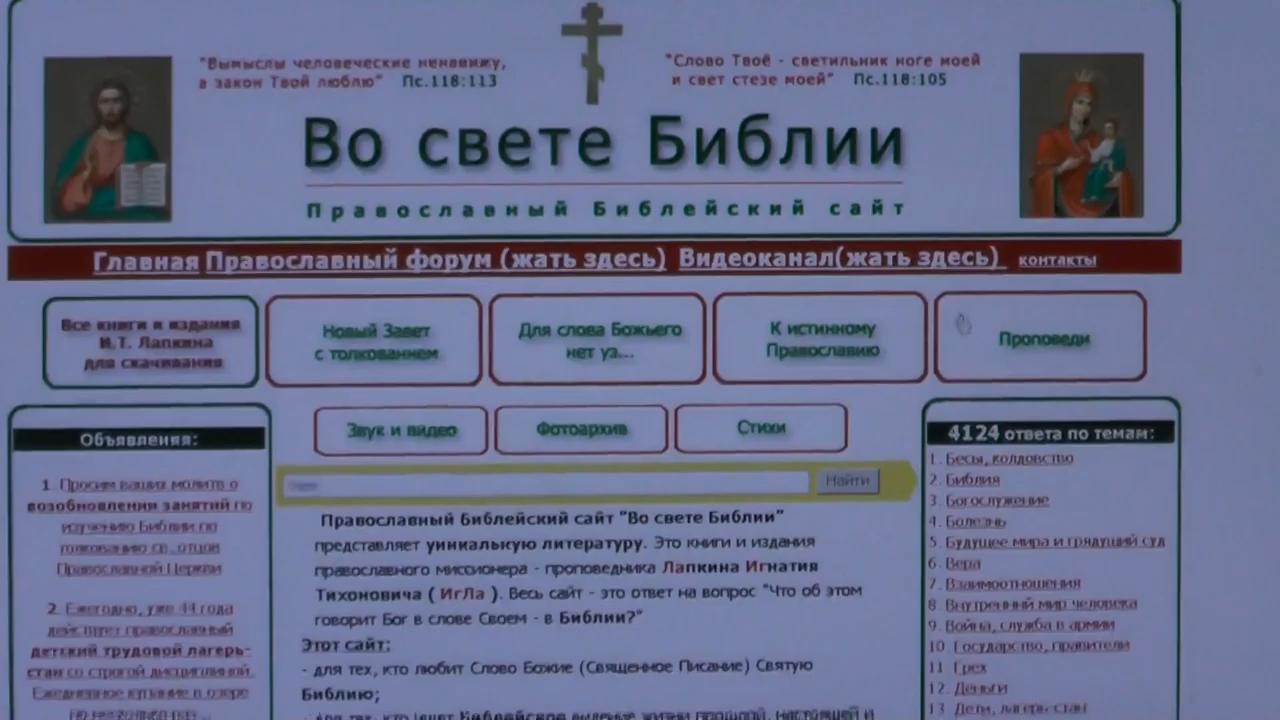 "Вымыслы человеческие ненавижу,
а закон Твой люблю" Пс.118:113
"Слово Твоё - светильник ноге моей
и свет стезе моей" Пс.118:105
Во свете Библии
Православный Библейский сайт
Главная Православный форум (жать здесь) Видеоканал(жать здесь) контакты
Все книги и издания
И.Т. Лапкина
для скачивания
Новый Завет
с толкованием
Для слова Божьего
нет уз...
К истинному
Православию
Проповеди
Звук и видео
Фотоархив
Стихи
Найти
Объявления:
1. Просим ваших молитв о
возобновлении занятий по
изучению Библии по
толкованию св. отцов
Православной Церкви
2. Ежегодно, уже 44 года
действует православный
детский трудовой лагерь-
стан со строгой дисциплиной.
Ежедневное купание в озере
Православный Библейский сайт "Во свете Библии"
представляет уникальную литературу. Это книги и издания
православного миссионера - проповедника Лапкина Игнатия
Тихоновича ( ИгЛа ). Весь сайт - это ответ на вопрос "Что об этом
говорит Бог в слове Своем - в Библии?"
Этот сайт:
- для тех, кто любит Слово Божие (Священное Писание) Святую
Библию;
- для тех, кто ищет Библейское видение жизни прошлой, настоящей и
4124 ответа по темам:
1. Бесы, колдовство
2. Библия
3. Богослужение
4. Болезнь
5. Будущее мира и грядущий суд
6. Вера
7. Взаимоотношения
8. Внутренний мир человека
9. Война, служба в армии
10. Государство, правители
11. Грех
12. Деньги
13. Дети, лагерь-стан